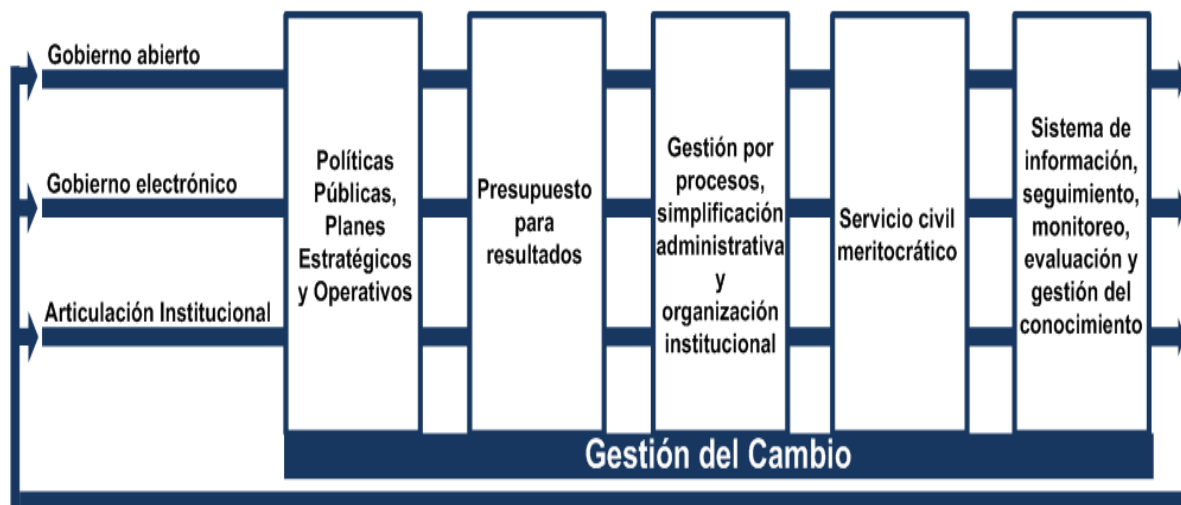 Gobierno abierto
Gobierno electrónico
Articulación Institucional
Políticas
Públicas,
Planes
Estratégicos
y Operativos
Presupuesto
para
resultados
Gestión por
procesos,
simplificación
administrativa
y
organización
institucional
Servicio civil
meritocrático
Sistema de
información,
seguimiento,
monitoreo,
evaluación y
gestión del
conocimiento
Gestión del Cambio